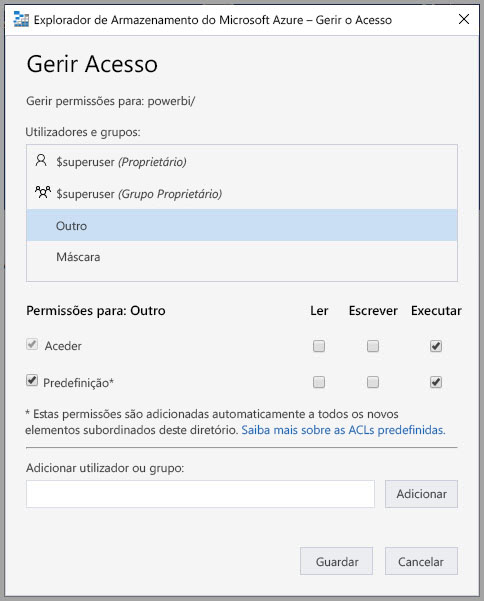 Explorador de Armazenamento do Microsoft Azure – Gerir o Acesso
Gerir Acesso
Gerir permissões para: powerbi/
Utilizadores e grupos:
$superuser (Proprietário)
$superuser (Grupo Proprietário)
Outro
Máscara
Permissões para: Outro Ler Escrever Executar
Aceder
Predefinição*
* Estas permissões são adicionadas automaticamente a todos os novos
elementos subordinados deste diretório. Saiba mais sobre as ACLs predefinidas.
Adicionar utilizador ou grupo:
Adicionar
Guardar Cancelar